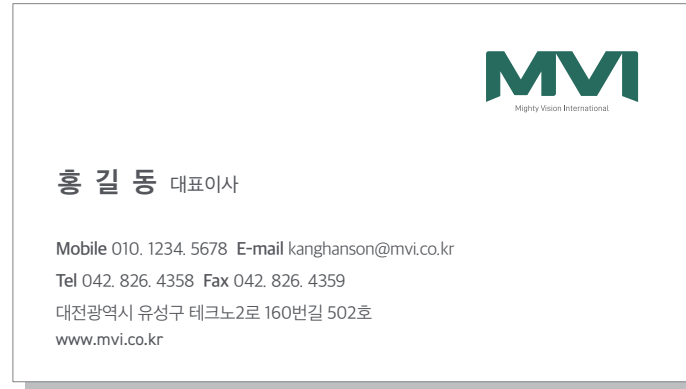 MVI
Mighty Vision International
홍 길 동 대표이사
Mobile 010. 1234. 5678 E-mail kanghanson@mvi.co.kr
Tel 042. 826. 4358 Fax 042. 826. 4359
대전광역시 유성구 테크노2로 160번길 502호
www.mvi.co.kr